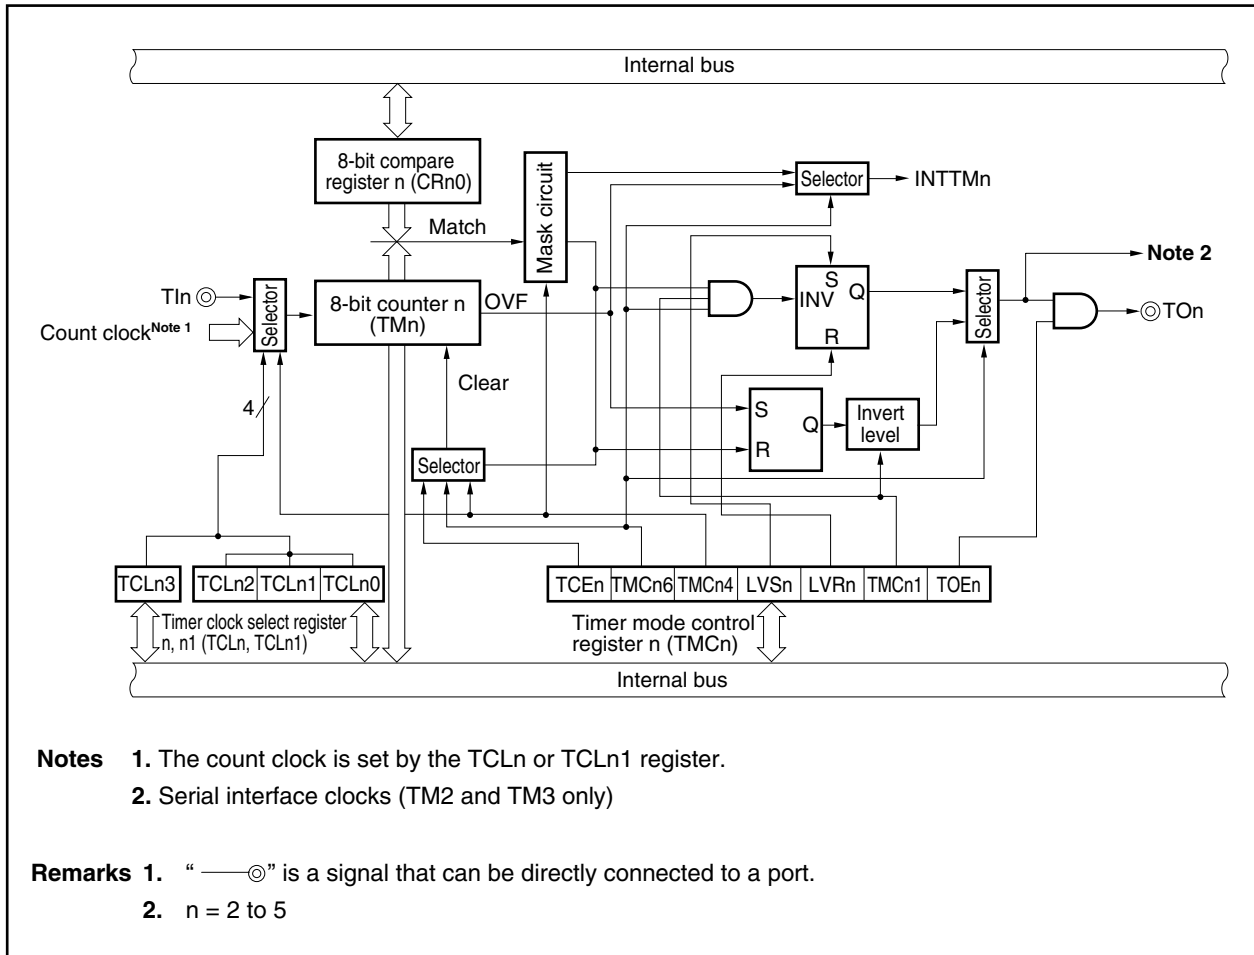 Internal bus
8-bit compare
register n (CRn0)
Match
Mask circuit
Selector
INTTMn
TIn
Count clock Note 1
Selector
8-bit counter n
(TMn)
OVF
Clear
S
INV
Q
R
Selector
Note 2
TOn
4
Selector
S
Q
R
Invert
level
TCLn3
TCLn2 TCLn1 TCLn0
TCEn TMCn6 TMCn4 LVSn LVRn TMCn1 TOEn
Timer clock select register
n, n1 (TCLn, TCLn1)
Timer mode control
register n (TMCn)
Internal bus
Notes 1. The count clock is set by the TCLn or TCLn1 register.
2. Serial interface clocks (TM2 and TM3 only)
Remarks 1. “ ——◎” is a signal that can be directly connected to a port.
2. n = 2 to 5